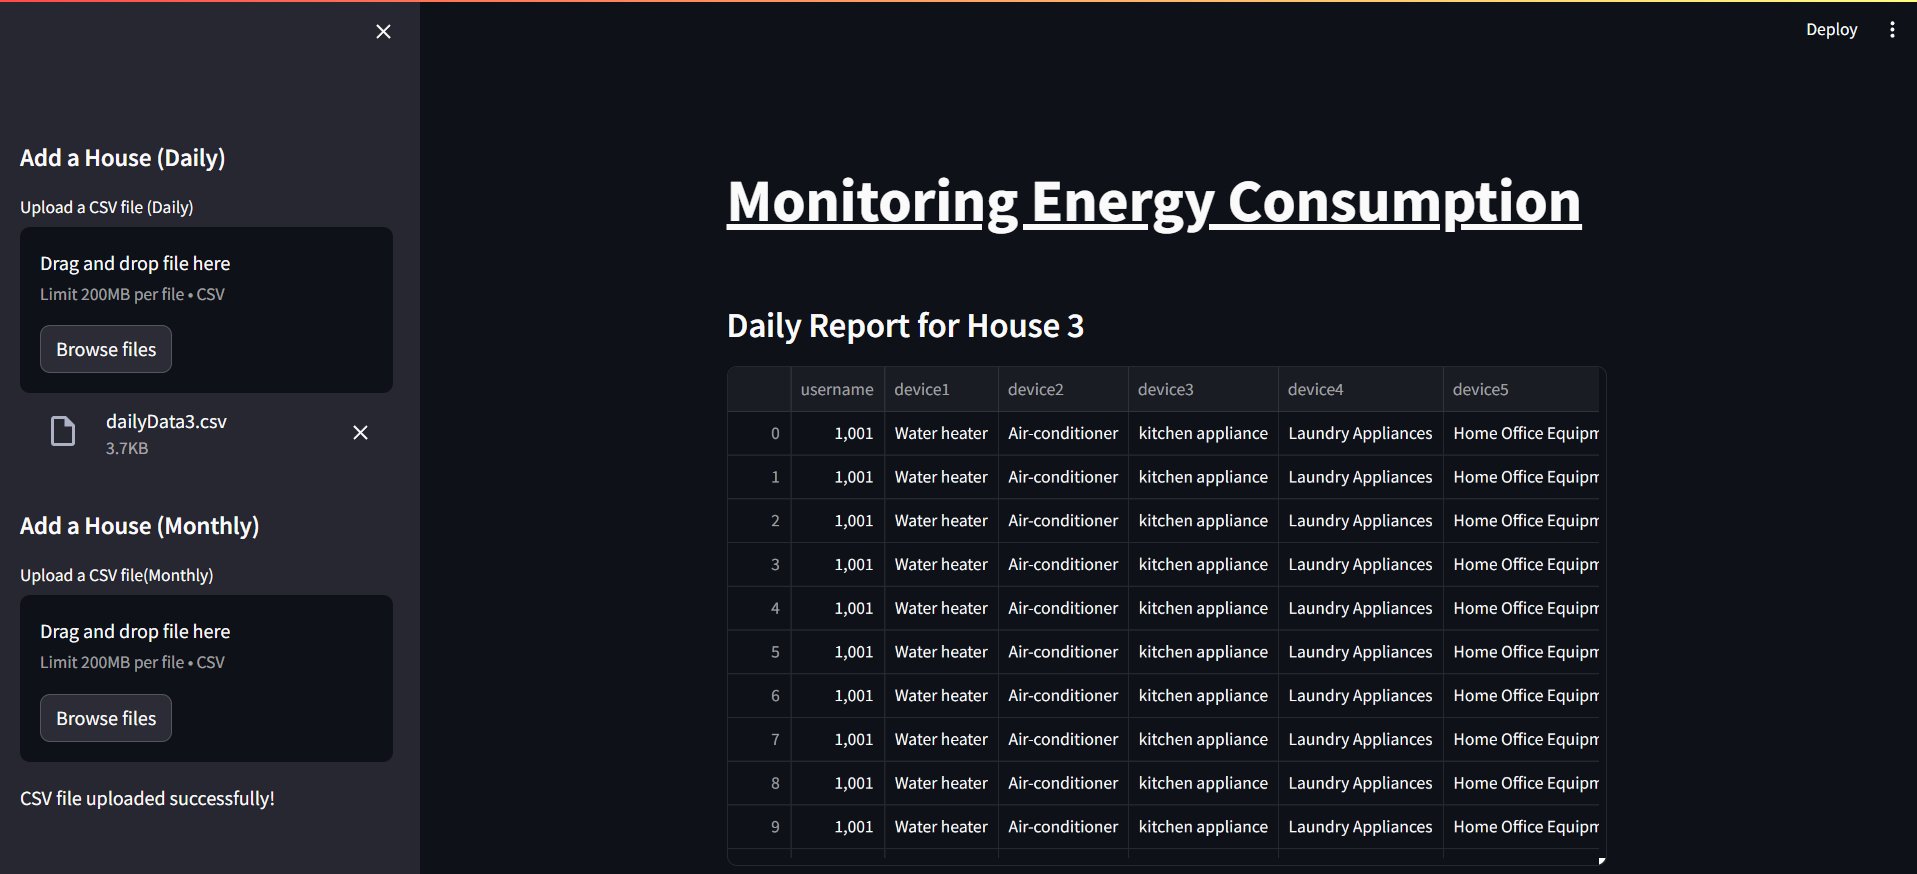 Deploy
Add a House (Daily)
Upload a CSV file (Daily)
Drag and drop file here
Limit 200MB per file • CSV
Browse files
dailyData3.csv
3.7KB
Add a House (Monthly)
Upload a CSV file(Monthly)
Drag and drop file here
Limit 200MB per file • CSV
Browse files
CSV file uploaded successfully!
Monitoring Energy Consumption
Daily Report for House 3
username device1 device2 device3 device4 device5
0 1,001 Water heater Air-conditioner kitchen appliance Laundry Appliances Home Office Equipm
1 1,001 Water heater Air-conditioner kitchen appliance Laundry Appliances Home Office Equipm
2 1,001 Water heater Air-conditioner kitchen appliance Laundry Appliances Home Office Equipm
3 1,001 Water heater Air-conditioner kitchen appliance Laundry Appliances Home Office Equipm
4 1,001 Water heater Air-conditioner kitchen appliance Laundry Appliances Home Office Equipm
5 1,001 Water heater Air-conditioner kitchen appliance Laundry Appliances Home Office Equipm
6 1,001 Water heater Air-conditioner kitchen appliance Laundry Appliances Home Office Equipm
7 1,001 Water heater Air-conditioner kitchen appliance Laundry Appliances Home Office Equipm
8 1,001 Water heater Air-conditioner kitchen appliance Laundry Appliances Home Office Equipm
9 1,001 Water heater Air-conditioner kitchen appliance Laundry Appliances Home Office Equipm